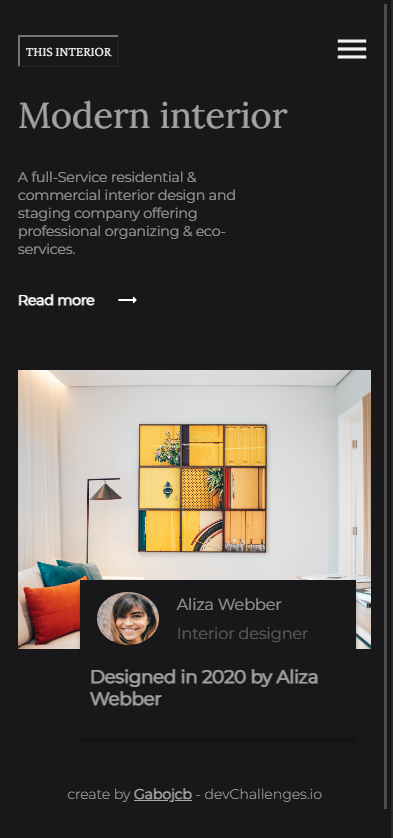 THIS INTERIOR
Modern interior
A full-Service residential &
commercial interior design and
staging company offering
professional organizing & eco-
services.
Read more
Aliza Webber
Interior designer
Designed in 2020 by Aliza
Webber
create by Gabojcb - devChallenges.io